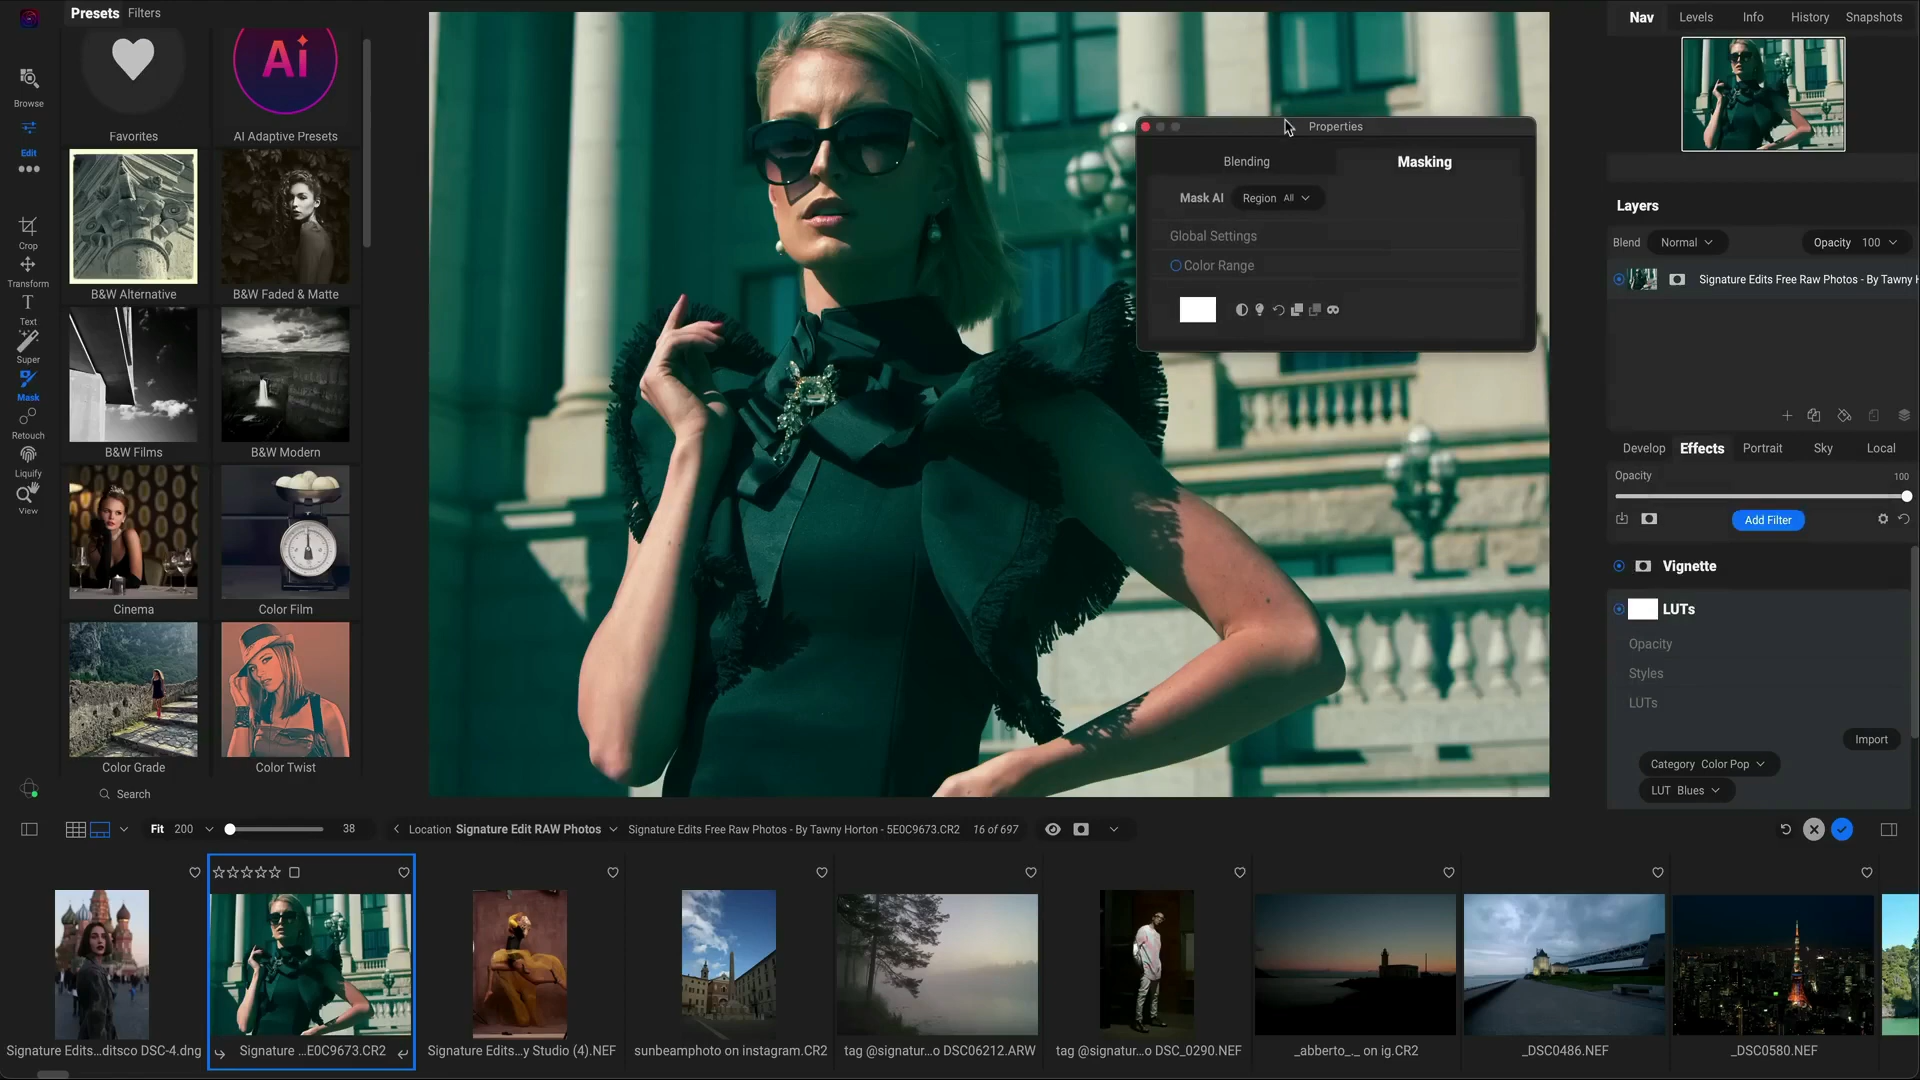 Presets Filters
Favorites
Ai
AI Adaptive Presets
B&W Alternative
B&W Faded & Matte
B&W Films
B&W Modern
Cinema
Color Film
Color Grade
Color Twist
Search
Browse
Edit
Crop
Transform
Text
Super
Mask
Retouch
Liquify
View
Properties
Blending
Masking
Mask AI Region All
Global Settings
Color Range
Nav Levels Info History Snapshots
Layers
Blend Normal Opacity 100
Signature Edits Free Raw Photos - By Tawny H
Develop Effects Portrait Sky Local
Opacity 100
Add Filter
Vignette
LUTs
Opacity
Styles
LUTs
Import
Category Color Pop
LUT Blues
Fit 200 38 Location Signature Edit RAW Photos Signature Edits Free Raw Photos - By Tawny Horton - 5E0C9673.CR2 16 of 697
Signature Edits...ditsco DSC-4.dng
Signature ...E0C9673.CR2
Signature Edits...y Studio (4).NEF
sunbeamphoto on instagram.CR2
tag @signatur...o DSC06212.ARW
tag @signatur...o DSC_0290.NEF
_abberto_._ on ig.CR2
_DSC0486.NEF
_DSC0580.NEF